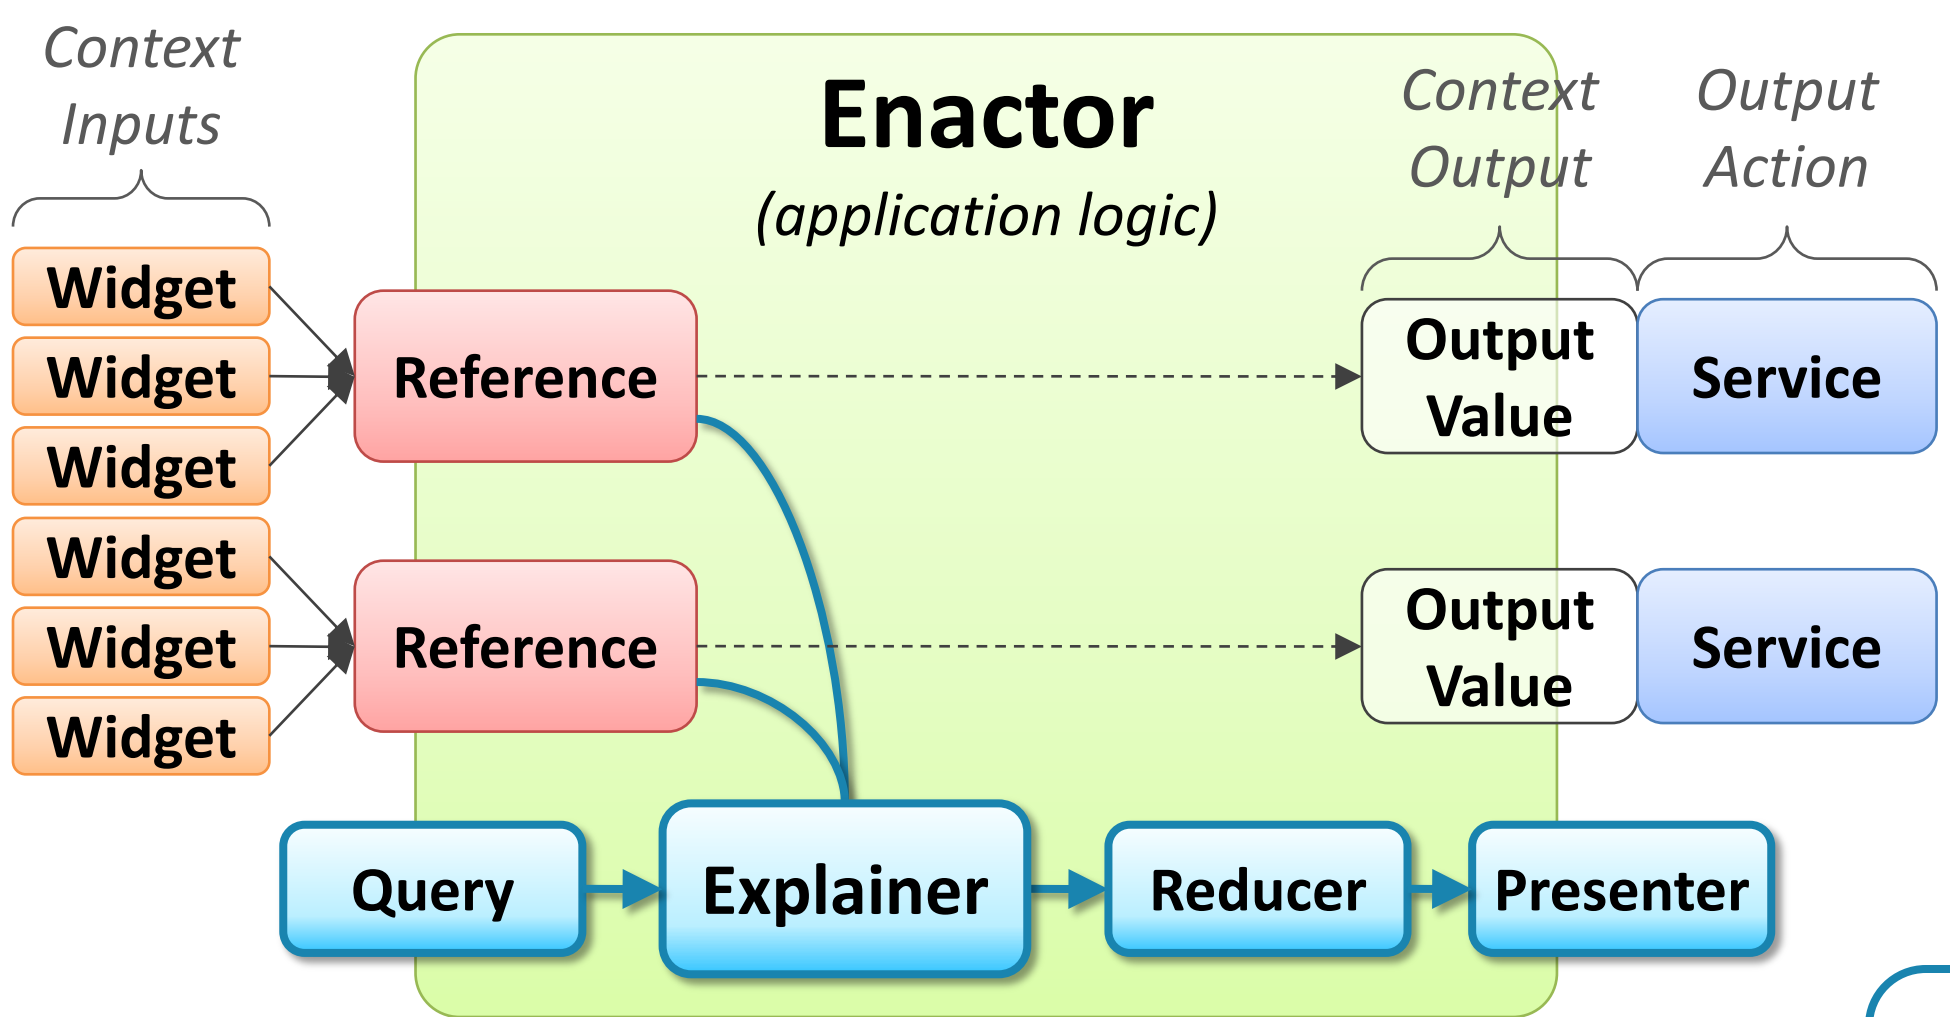 Context
Inputs
Enactor
(application logic)
Context
Output
Output
Action
Widget
Widget
Widget
Widget
Widget
Widget
Reference
Reference
Output
Value
Service
Output
Value
Service
Query
Explainer
Reducer
Presenter